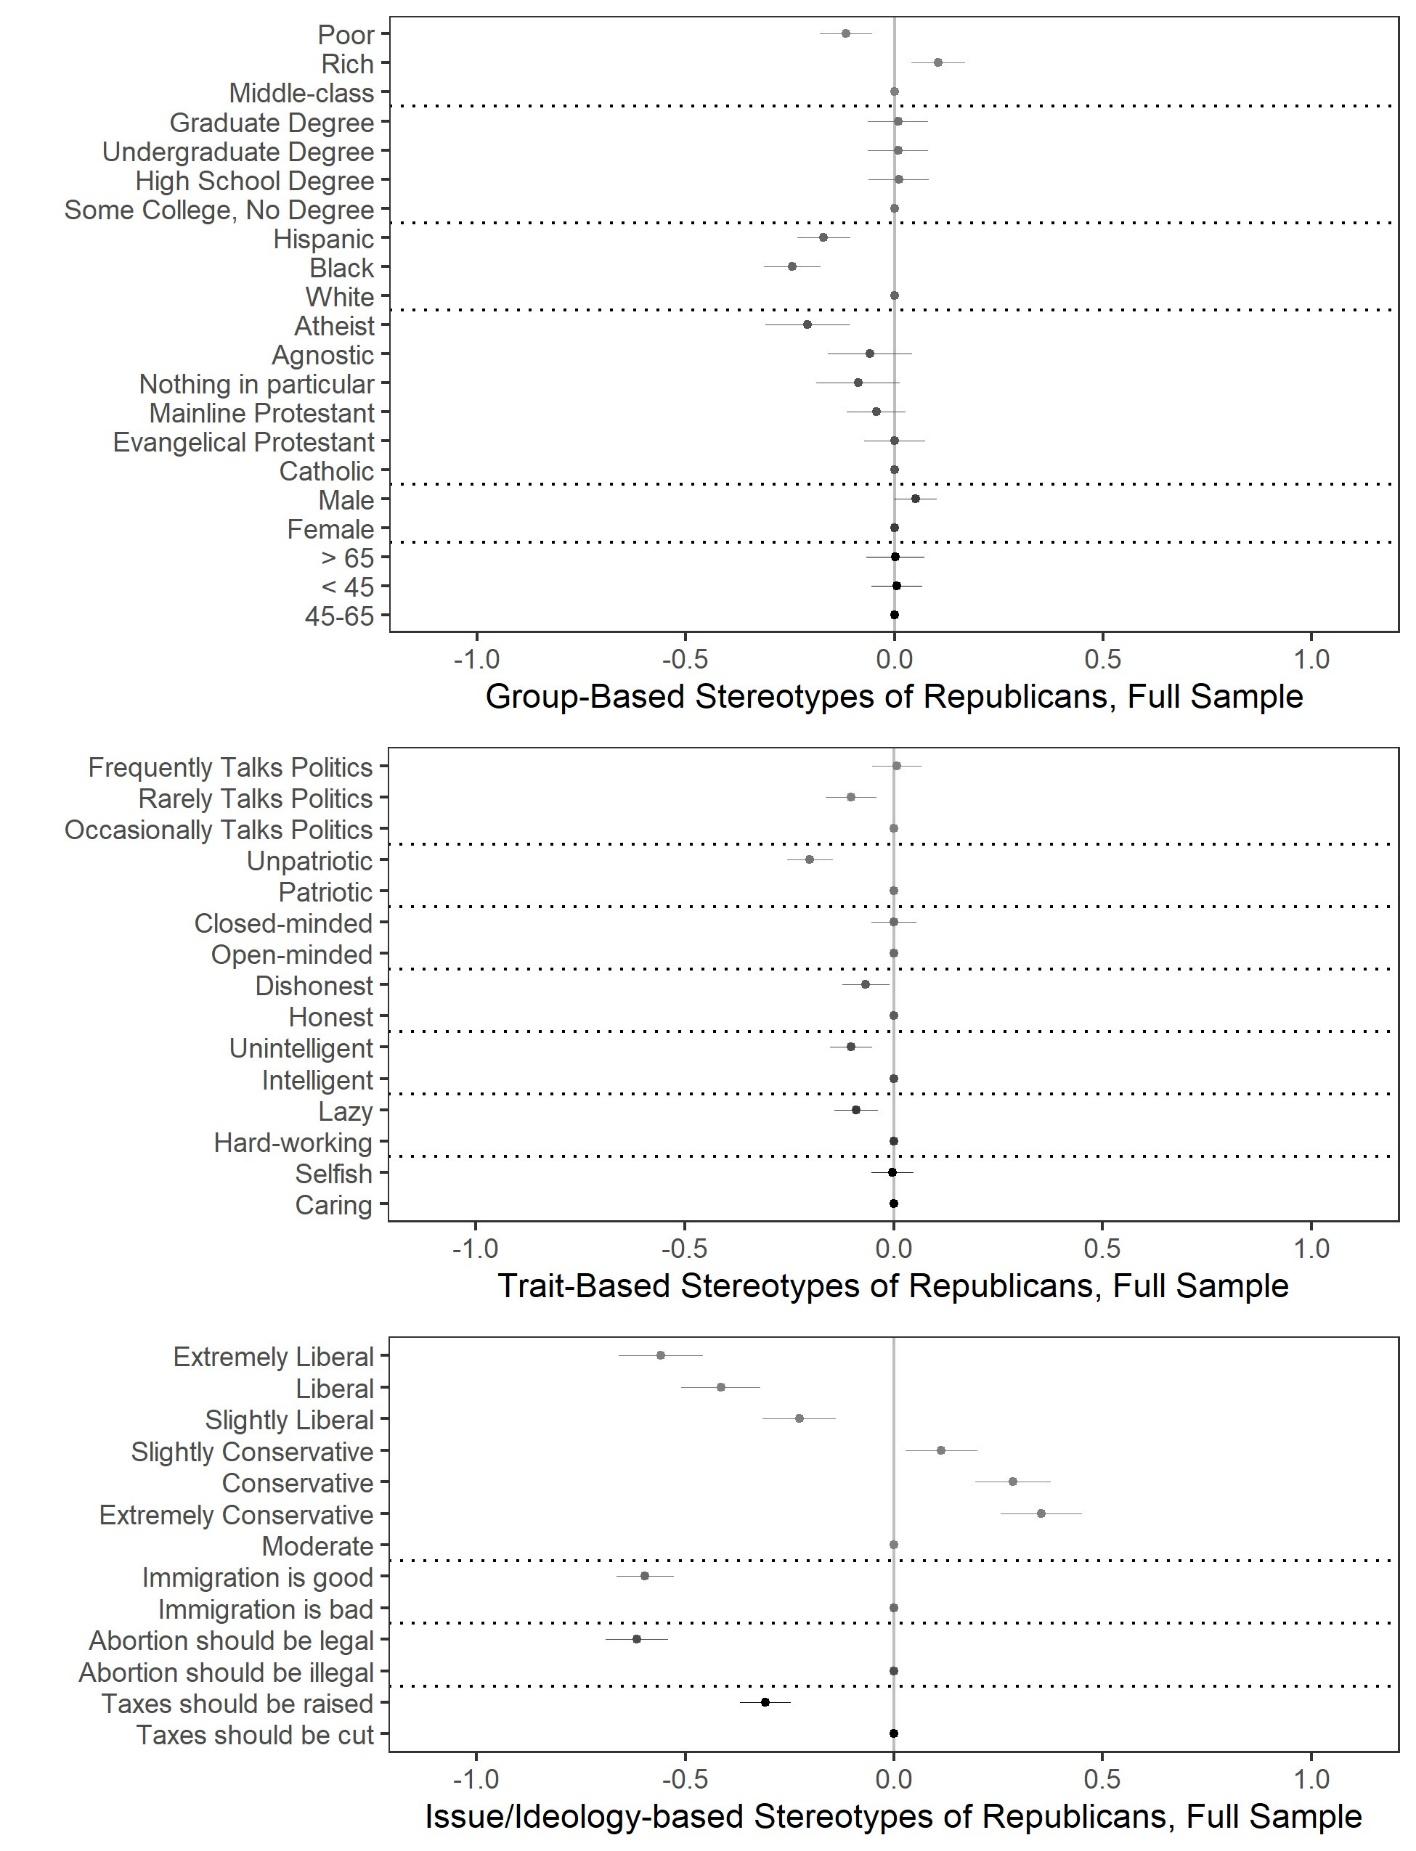 Poor
Rich
Middle-class
Graduate Degree
Undergraduate Degree
High School Degree
Some College, No Degree
Hispanic
Black
White
Atheist
Agnostic
Nothing in particular
Mainline Protestant
Evangelical Protestant
Catholic
Male
Female
> 65
< 45
45-65
-1.0 -0.5 0.0 0.5 1.0
Group-Based Stereotypes of Republicans, Full Sample
Frequently Talks Politics
Rarely Talks Politics
Occasionally Talks Politics
Unpatriotic
Patriotic
Closed-minded
Open-minded
Dishonest
Honest
Unintelligent
Intelligent
Lazy
Hard-working
Selfish
Caring
-1.0 -0.5 0.0 0.5 1.0
Trait-Based Stereotypes of Republicans, Full Sample
Extremely Liberal
Liberal
Slightly Liberal
Slightly Conservative
Conservative
Extremely Conservative
Moderate
Immigration is good
Immigration is bad
Abortion should be legal
Abortion should be illegal
Taxes should be raised
Taxes should be cut
-1.0 -0.5 0.0 0.5 1.0
Issue/Ideology-based Stereotypes of Republicans, Full Sample